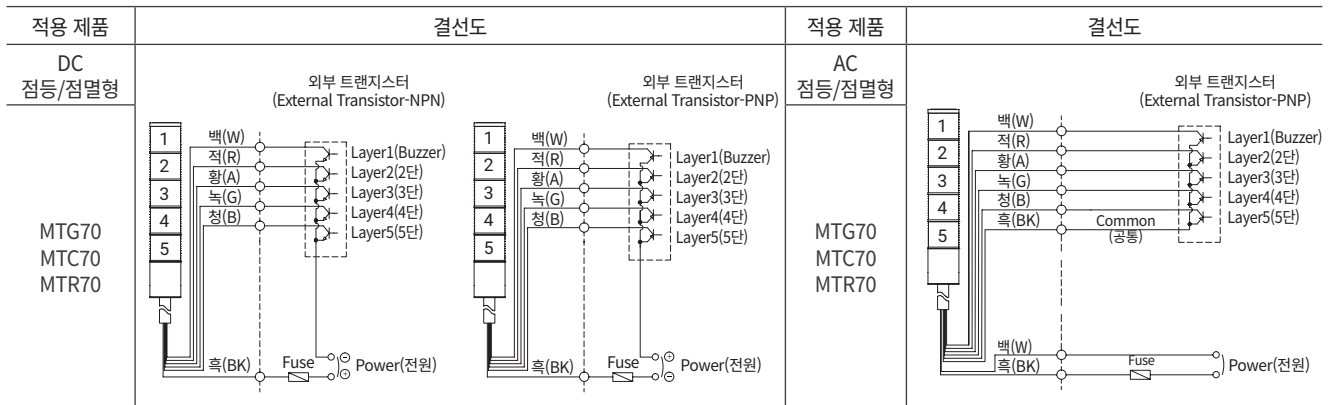 적용 제품
결선도
적용 제품
결선도
DC
점등/점멸형
MTG70
MTC70
MTR70
외부 트랜지스터
(External Transistor-NPN)
1
2
3
4
5
백(W)
적(R)
황(A)
녹(G)
청(B)
Layer1(Buzzer)
Layer2(2단)
Layer3(3단)
Layer4(4단)
Layer5(5단)
흑(BK)
Fuse
⊖
⊕
Power(전원)
외부 트랜지스터
(External Transistor-PNP)
1
2
3
4
5
백(W)
적(R)
황(A)
녹(G)
청(B)
Layer1(Buzzer)
Layer2(2단)
Layer3(3단)
Layer4(4단)
Layer5(5단)
흑(BK)
Fuse
⊕
⊖
Power(전원)
AC
점등/점멸형
MTG70
MTC70
MTR70
외부 트랜지스터
(External Transistor-PNP)
1
2
3
4
5
백(W)
적(R)
황(A)
녹(G)
청(B)
흑(BK)
Common
(공통)
Layer1(Buzzer)
Layer2(2단)
Layer3(3단)
Layer4(4단)
Layer5(5단)
백(W)
흑(BK)
Fuse
Power(전원)